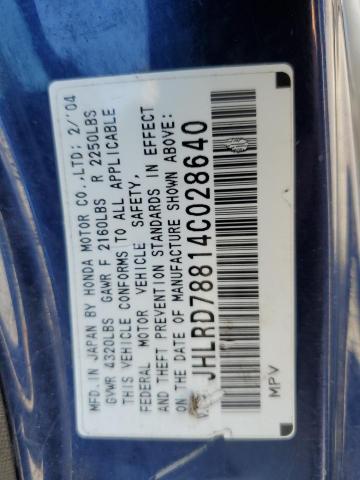 MFD. IN JAPAN BY HONDA MOTOR CO.,LTD; 2/'04
GVWR 4320LBS GAWR F 2160LBS R 2250LBS
THIS VEHICLE CONFORMS TO ALL APPLICABLE
FEDERAL MOTOR VEHICLE SAFETY,
AND THEFT PREVENTION STANDARDS IN EFFECT
ON THE DATE OF MANUFACTURE SHOWN ABOVE:
JHLRD78814C028640
MPV